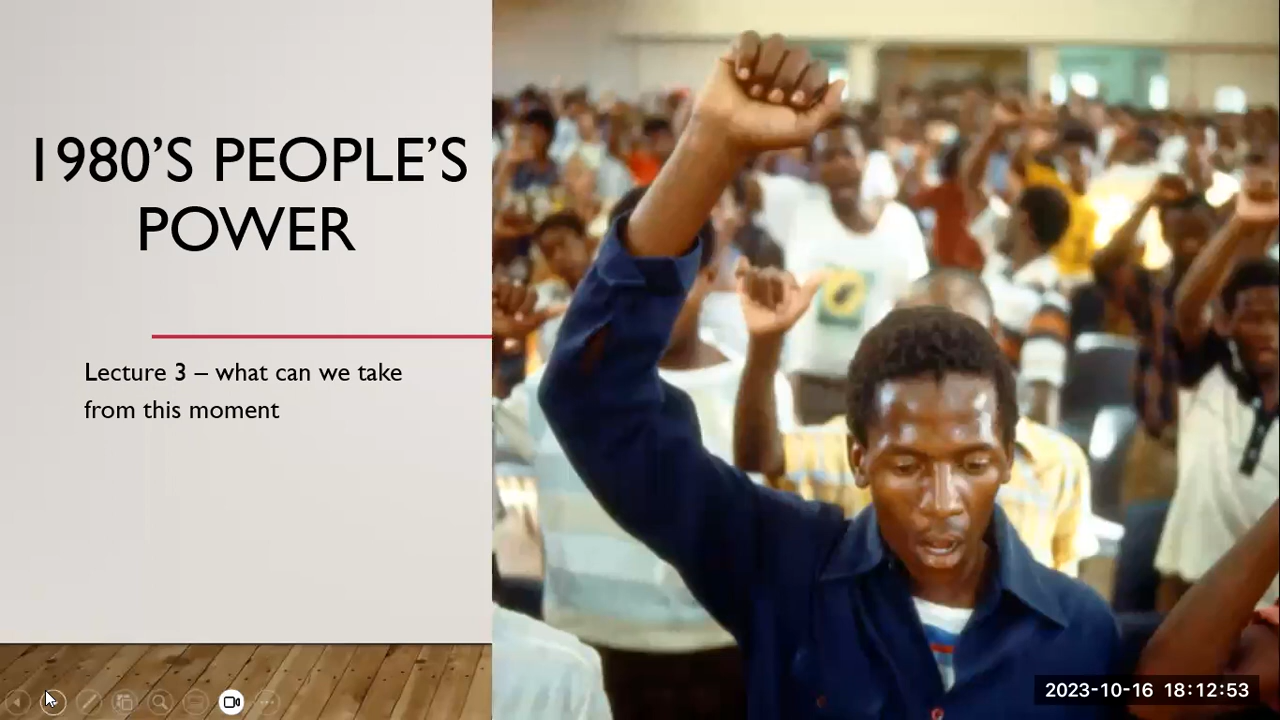 1980’S PEOPLE’S
POWER
Lecture 3 – what can we take
from this moment
2023-10-16 18:12:53